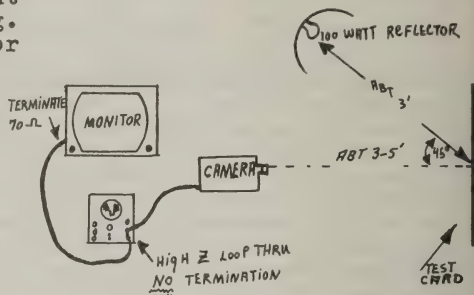 s.
or
100 WATT REFLECTOR
ABT 3'
TERMINATE
70-Ω
MONITOR
CAMERA
ABT 3-5'
45°
HIGH Z LOOP THRU
NO TERMINATION
TEST
CARD